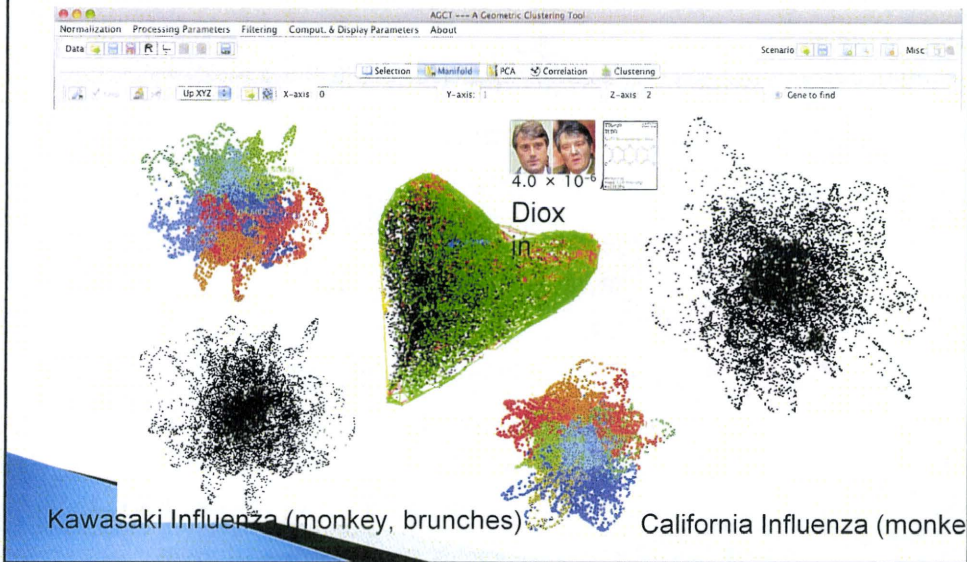 AGCT --- A Geometric Clustering Tool
Normalization Processing Parameters Filtering Comput. & Display Parameters About
Data
Scenario
Misc
Selection Manifold PCA Correlation Clustering
Up XYZ X-axis 0 Y-axis: 1 Z-axis 2 Gene to find
4.0 × 10⁻⁶
Diox
in
Kawasaki Influenza (monkey, brunches)
California Influenza (monke